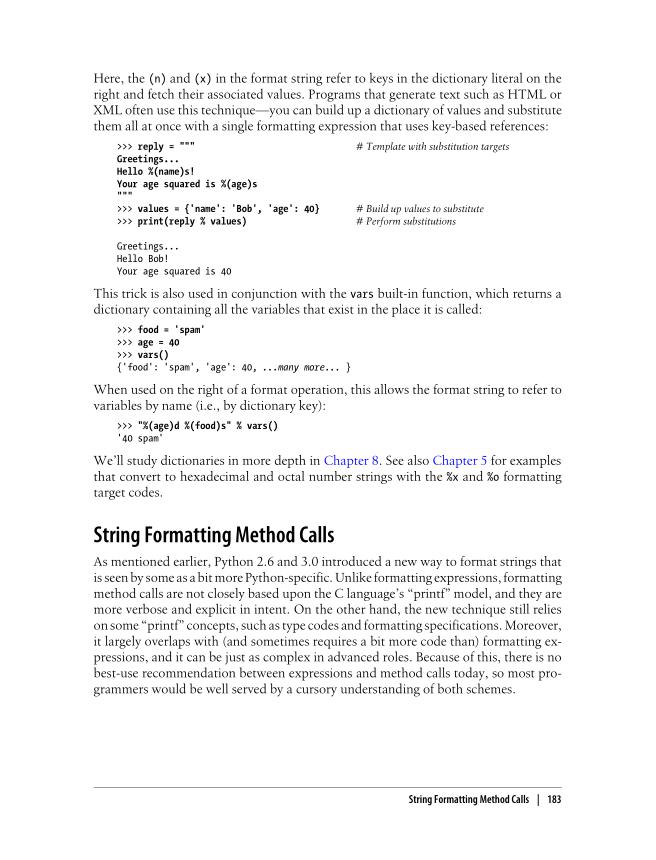 Here, the (n) and (x) in the format string refer to keys in the dictionary literal on the
right and fetch their associated values. Programs that generate text such as HTML or
XML often use this technique—you can build up a dictionary of values and substitute
them all at once with a single formatting expression that uses key-based references:
>>> reply = """ # Template with substitution targets
Greetings...
Hello %(name)s!
Your age squared is %(age)s
"""
>>> values = {'name': 'Bob', 'age': 40} # Build up values to substitute
>>> print(reply % values) # Perform substitutions
Greetings...
Hello Bob!
Your age squared is 40
This trick is also used in conjunction with the vars built-in function, which returns a
dictionary containing all the variables that exist in the place it is called:
>>> food = 'spam'
>>> age = 40
>>> vars()
{'food': 'spam', 'age': 40, ...many more... }
When used on the right of a format operation, this allows the format string to refer to
variables by name (i.e., by dictionary key):
>>> "%(age)d %(food)s" % vars()
'40 spam'
We'll study dictionaries in more depth in Chapter 8. See also Chapter 5 for examples
that convert to hexadecimal and octal number strings with the %x and %o formatting
target codes.
String Formatting Method Calls
As mentioned earlier, Python 2.6 and 3.0 introduced a new way to format strings that
is seen by some as a bit more Python-specific. Unlike formatting expressions, formatting
method calls are not closely based upon the C language's “printf” model, and they are
more verbose and explicit in intent. On the other hand, the new technique still relies
on some “printf” concepts, such as type codes and formatting specifications. Moreover,
it largely overlaps with (and sometimes requires a bit more code than) formatting ex-
pressions, and it can be just as complex in advanced roles. Because of this, there is no
best-use recommendation between expressions and method calls today, so most pro-
grammers would be well served by a cursory understanding of both schemes.
String Formatting Method Calls | 183